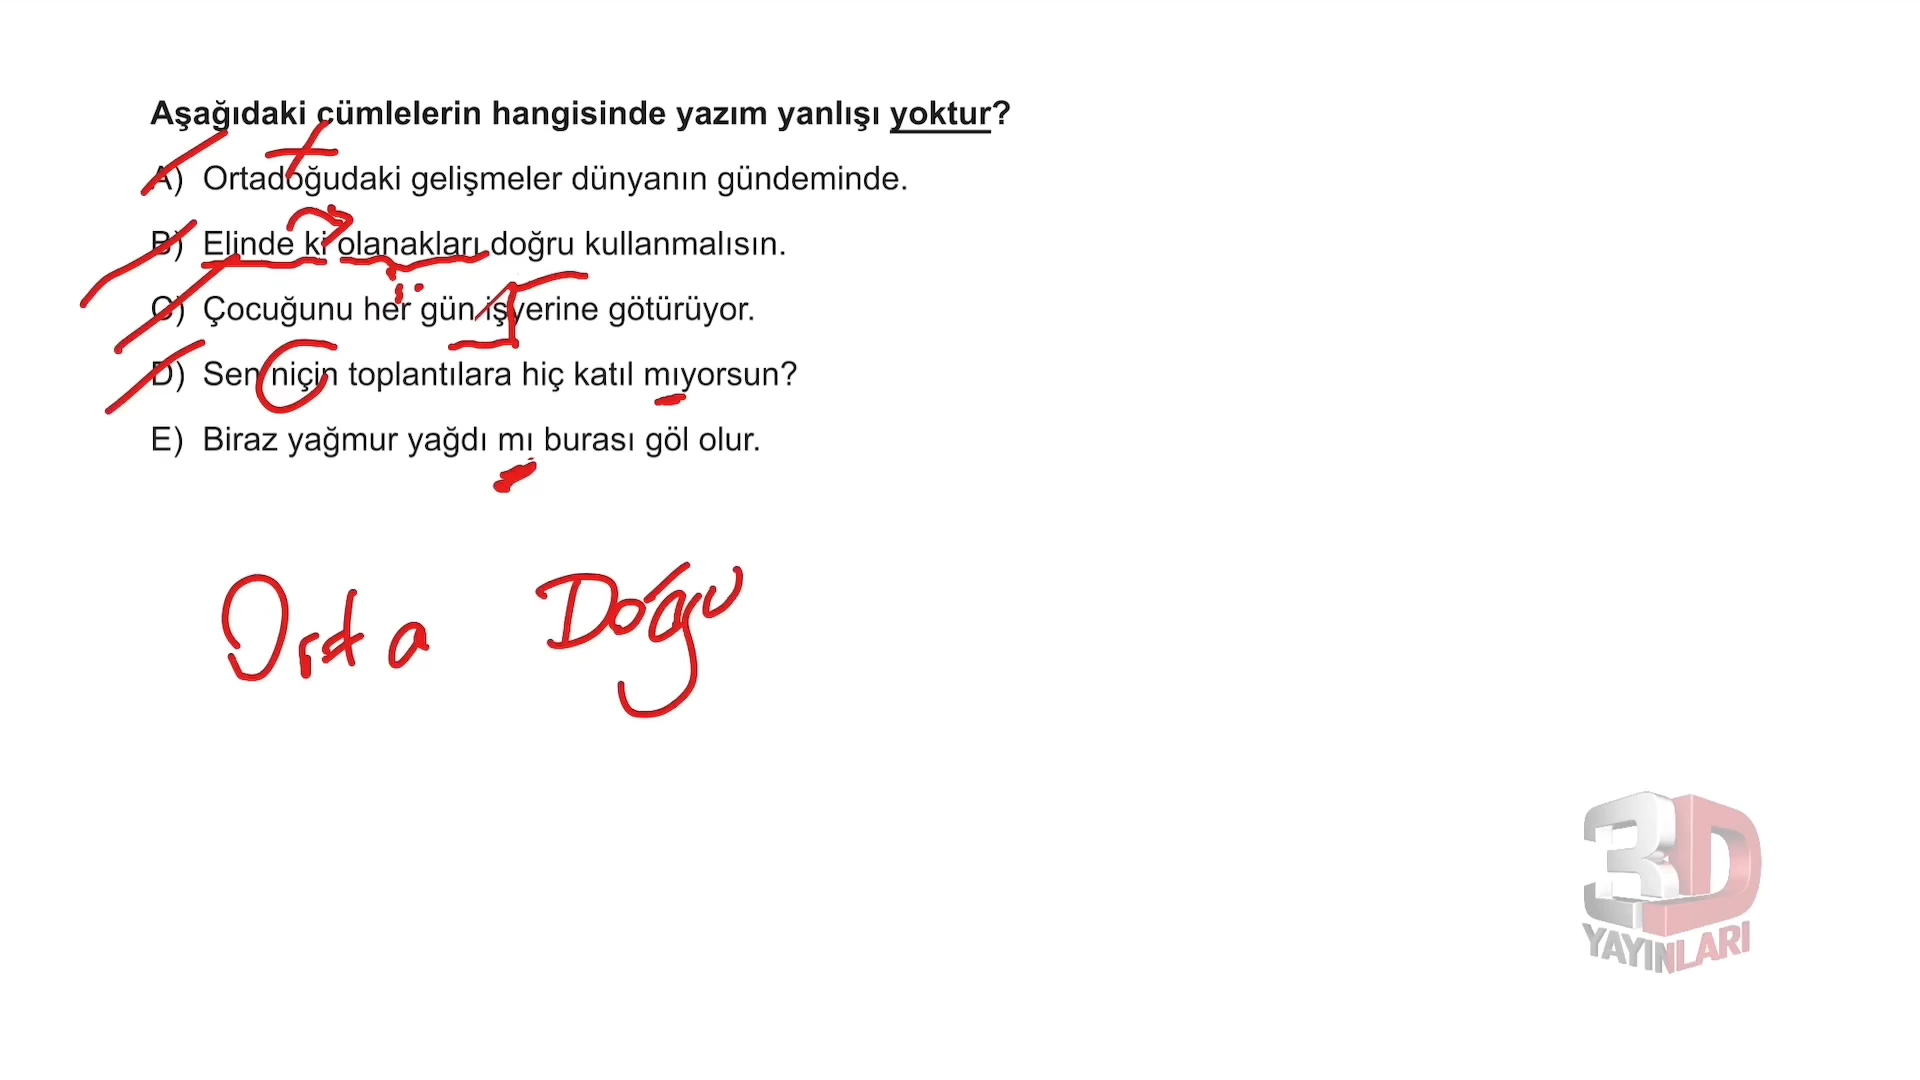 Aşağıdaki cümlelerin hangisinde yazım yanlışı yoktur?
A) Ortadoğudaki gelişmeler dünyanın gündeminde.
B) Elinde ki olanakları doğru kullanmalısın.
C) Çocuğunu her gün işyerine götürüyor.
D) Sen niçin toplantılara hiç katıl mıyorsun?
E) Biraz yağmur yağdı mı burası göl olur.
Orta Doğu
3D
YAYINLARI